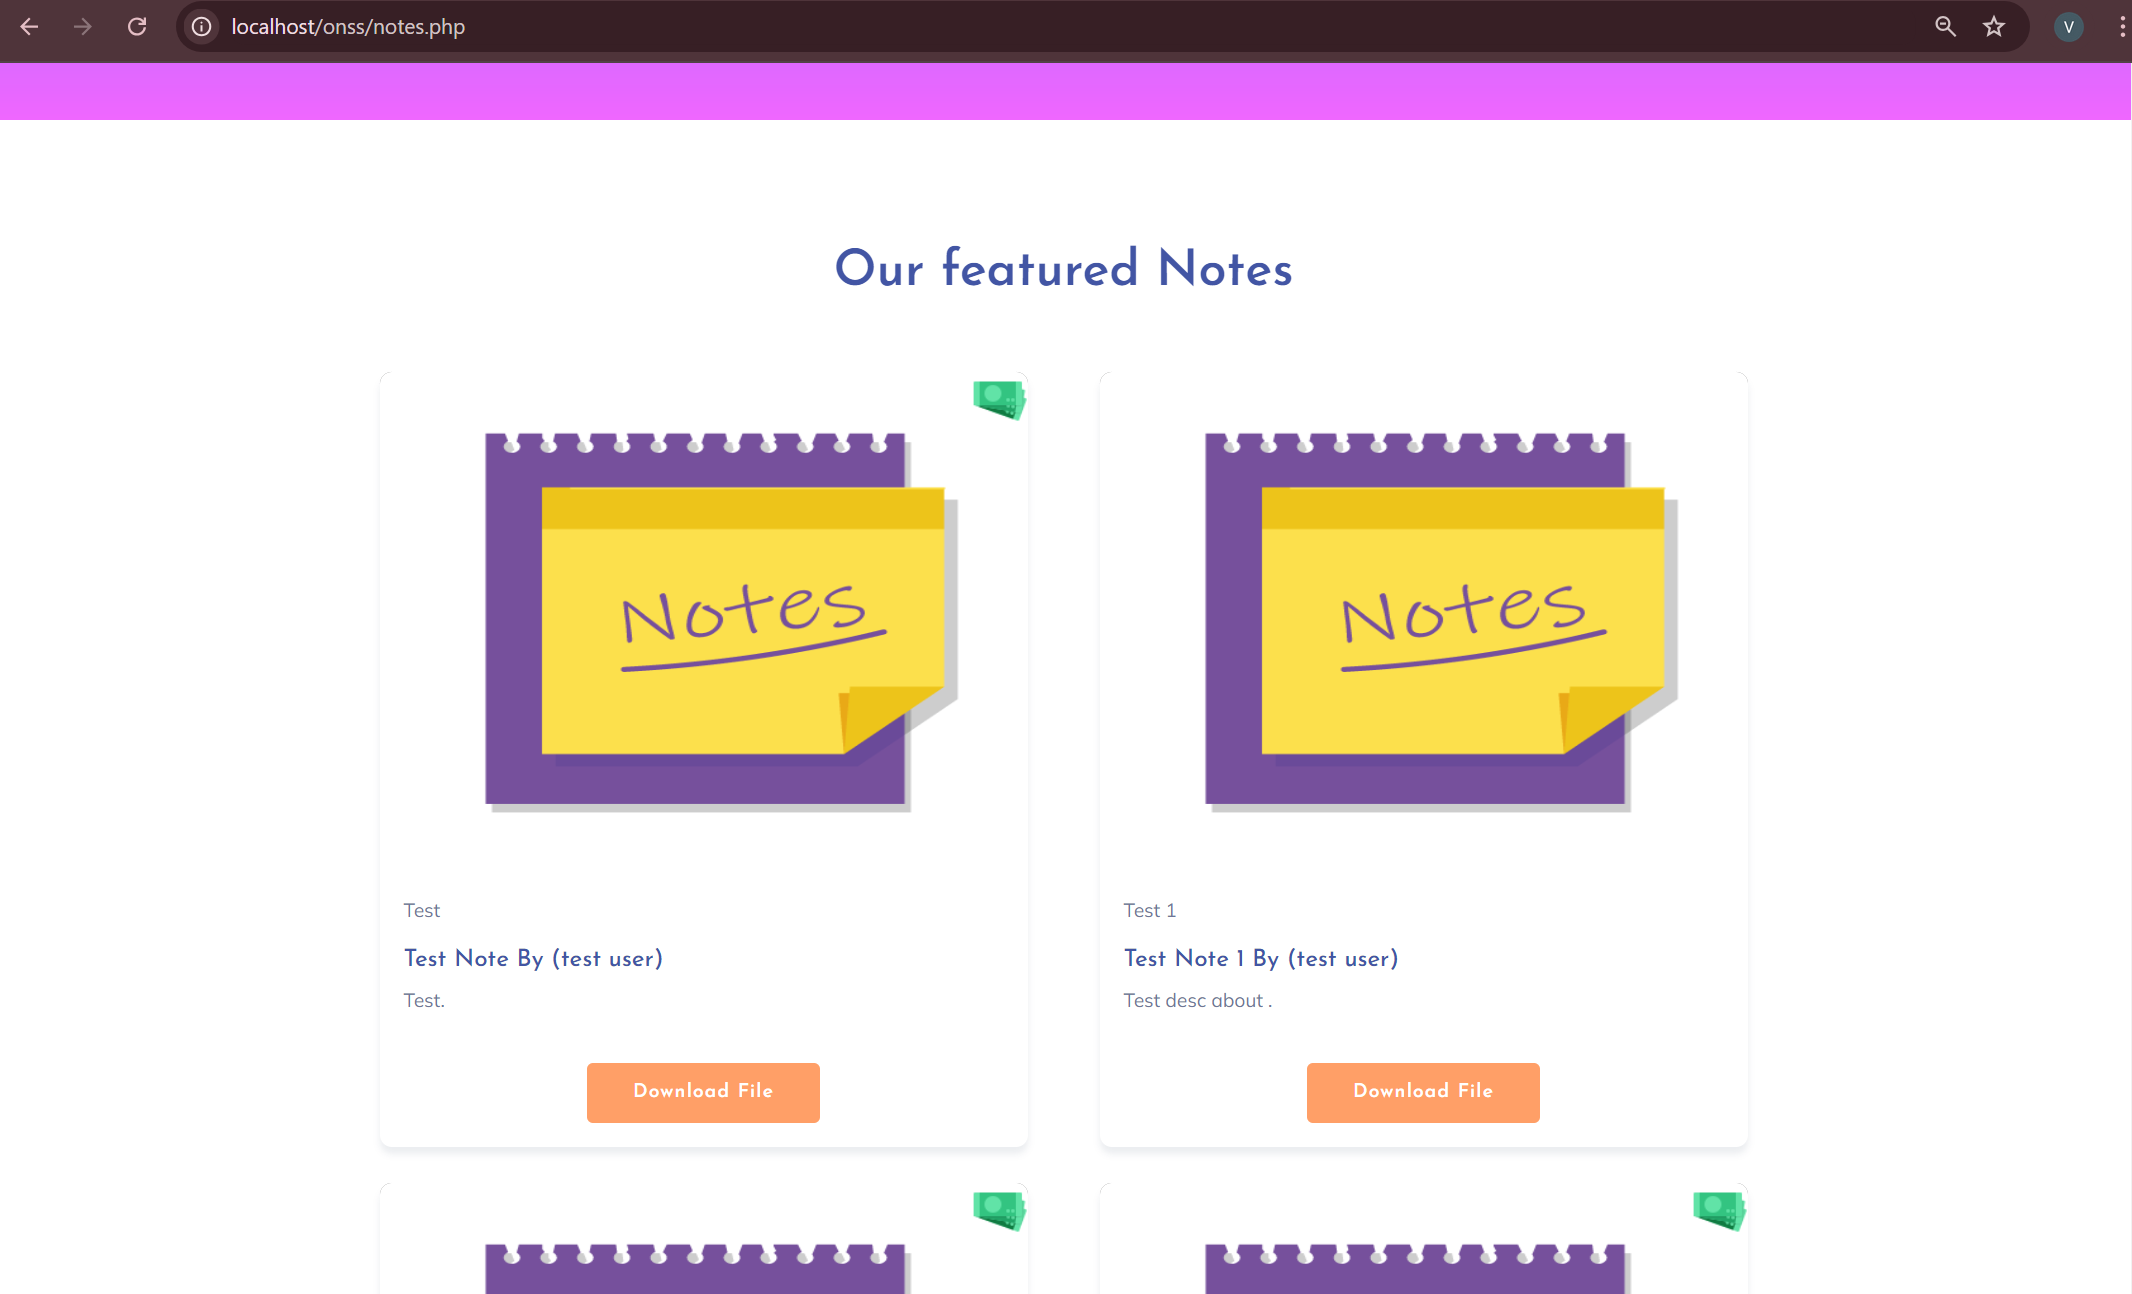 localhost/onss/notes.php
V
Our featured Notes
Notes
Notes
Test
Test Note By (test user)
Test.
Download File
Test 1
Test Note 1 By (test user)
Test desc about .
Download File